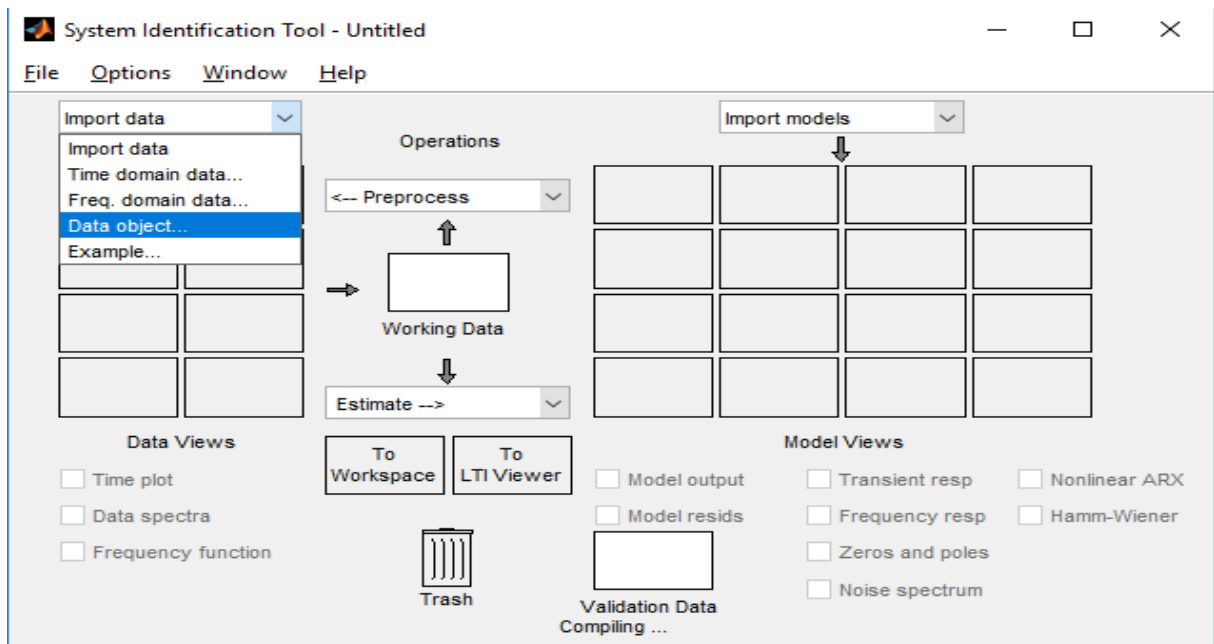 System Identification Tool - Untitled
File Options Window Help
Import data
Import data
Time domain data...
Freq. domain data...
Data object...
Example...
Operations
<-- Preprocess
Working Data
Estimate -->
To
Workspace
To
LTI Viewer
Trash
Data Views
Time plot
Data spectra
Frequency function
Import models
Model Views
Model output
Transient resp
Nonlinear ARX
Model resids
Frequency resp
Hamm-Wiener
Zeros and poles
Noise spectrum
Validation Data
Compiling ...